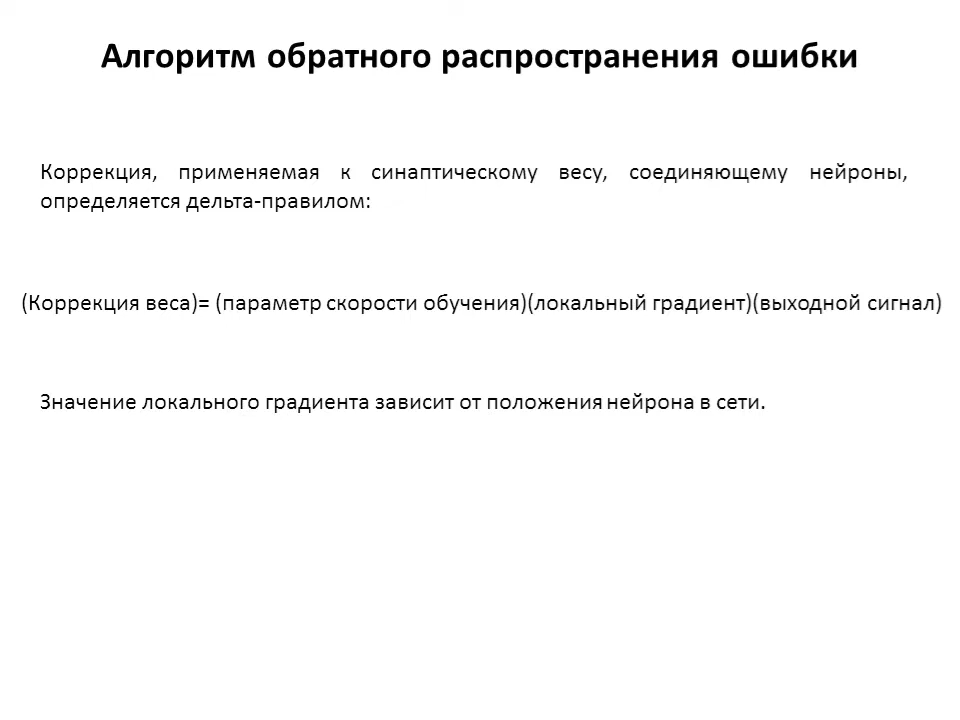 Алгоритм обратного распространения ошибки
Коррекция, применяемая к синаптическому весу, соединяющему нейроны,
определяется дельта-правилом:
(Коррекция веса)= (параметр скорости обучения)(локальный градиент)(выходной сигнал)
Значение локального градиента зависит от положения нейрона в сети.